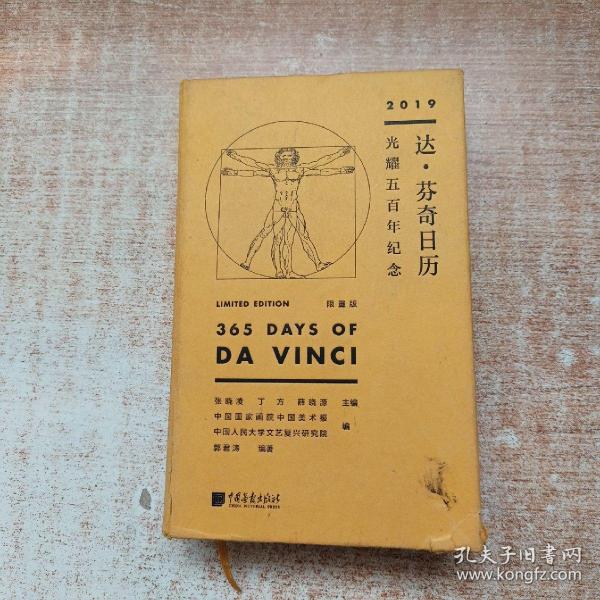 2019
达·芬奇日历
光耀五百年纪念
LIMITED EDITION 限量版
365 DAYS OF
DA VINCI
张晓凌 丁方 薛晓源 主编
中国国家画院中国美术报
中国人民大学文艺复兴研究院 编
郭君涛 编著
中国画报出版社
CHINA PICTORIAL PRESS
孔夫子旧书网
www.kongfz.com